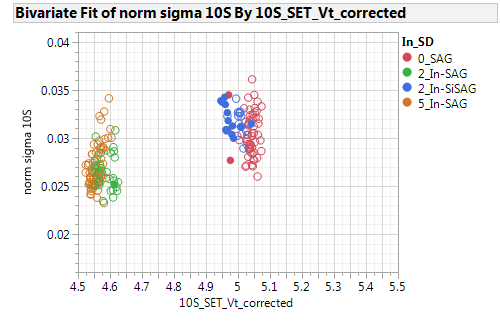 Bivariate Fit of norm sigma 10S By 10S_SET_Vt_corrected
In_SD
0_SAG
2_In-SAG
2_In-SiSAG
5_In-SAG
norm sigma 10S
0.04
0.035
0.03
0.025
0.02
4.5 4.6 4.7 4.8 4.9 5 5.1 5.2 5.3 5.4 5.5
10S_SET_Vt_corrected